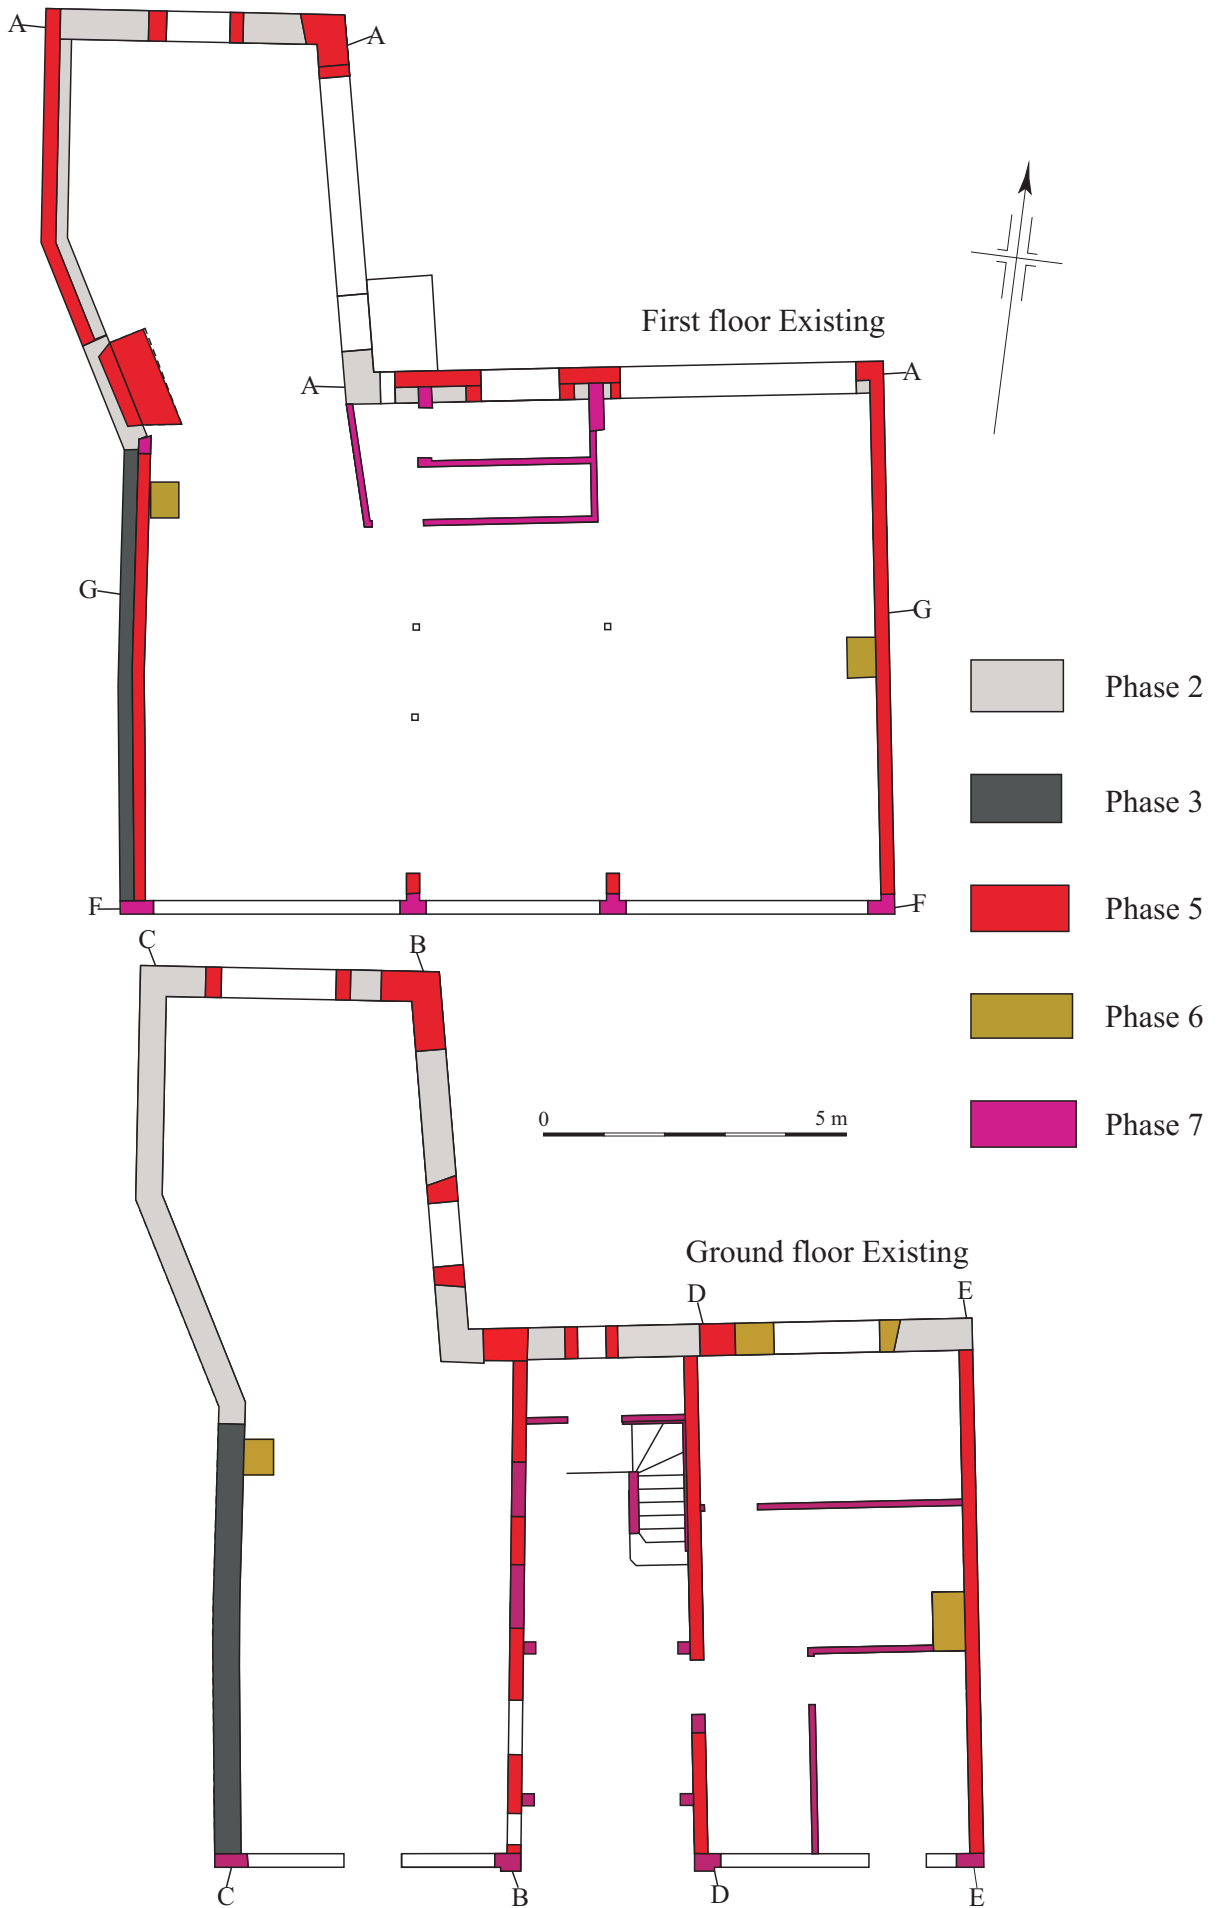 A
A
First floor Existing
A
A
G
G
Phase 2
Phase 3
F
F
Phase 5
C
B
Phase 6
0 5 m
Phase 7
Ground floor Existing
D
E
C
B
D
E